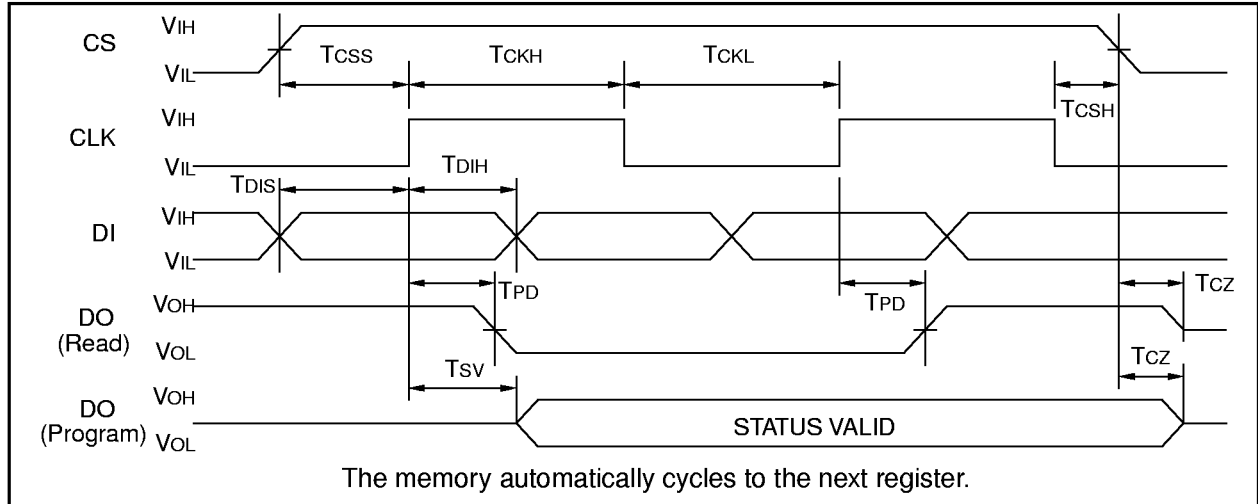 CS
VIH
VIL
TCSS
TCKH
TCKL
TCSH
CLK
VIH
VIL
TDIS
TDIH
DI
VIH
VIL
TPD
TPD
TCZ
DO
(Read)
VOH
VOL
TSV
TCZ
DO
(Program)
VOH
VOL
STATUS VALID
The memory automatically cycles to the next register.